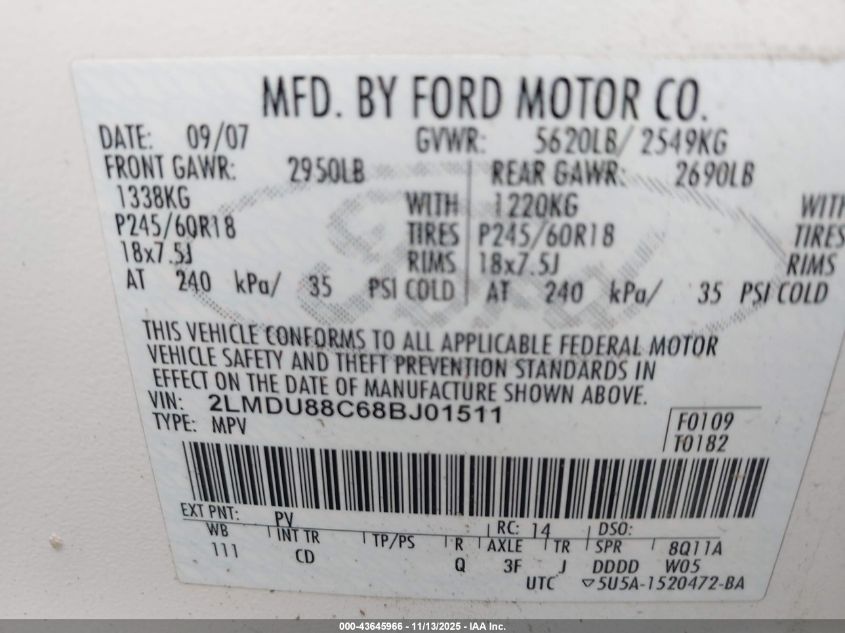 MFD. BY FORD MOTOR CO.
DATE: 09/07 GVWR: 5620LB/ 2549KG
FRONT GAWR: 2950LB REAR GAWR: 2690LB
1338KG WITH 1220KG WITH
P245/60R18 TIRES P245/60R18 TIRES
18x7.5J RIMS 18x7.5J RIMS
AT 240 kPa/ 35 PSI COLD AT 240 kPa/ 35 PSI COLD
THIS VEHICLE CONFORMS TO ALL APPLICABLE FEDERAL MOTOR
VEHICLE SAFETY AND THEFT PREVENTION STANDARDS IN
EFFECT ON THE DATE OF MANUFACTURE SHOWN ABOVE.
VIN: 2LMDU88C68BJ01511 F0109
TYPE: MPV T0182
EXT PNT: PV RC: 14 DSO:
WB INT TR TP/PS R AXLE TR SPR 8Q11A
111 CD Q 3F J DDDD W05
UTC ▽5U5A-1520472-BA
000-43645966 - 11/13/2025 - IAA Inc.